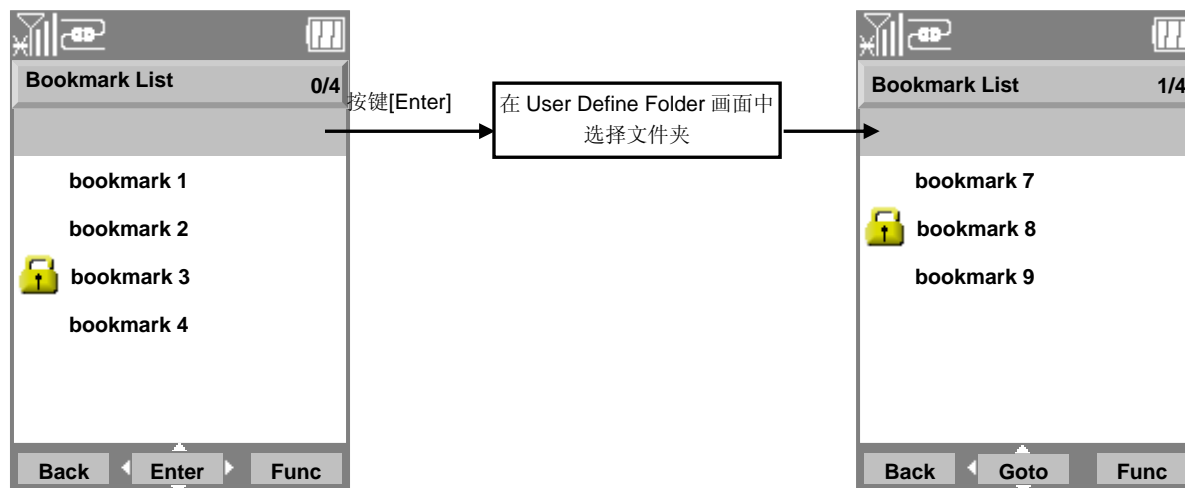 Bookmark List 0/4
bookmark 1
bookmark 2
bookmark 3
bookmark 4
Back Enter Func
按键[Enter]
在 User Define Folder 画面中
选择文件夹
Bookmark List 1/4
bookmark 7
bookmark 8
bookmark 9
Back Goto Func